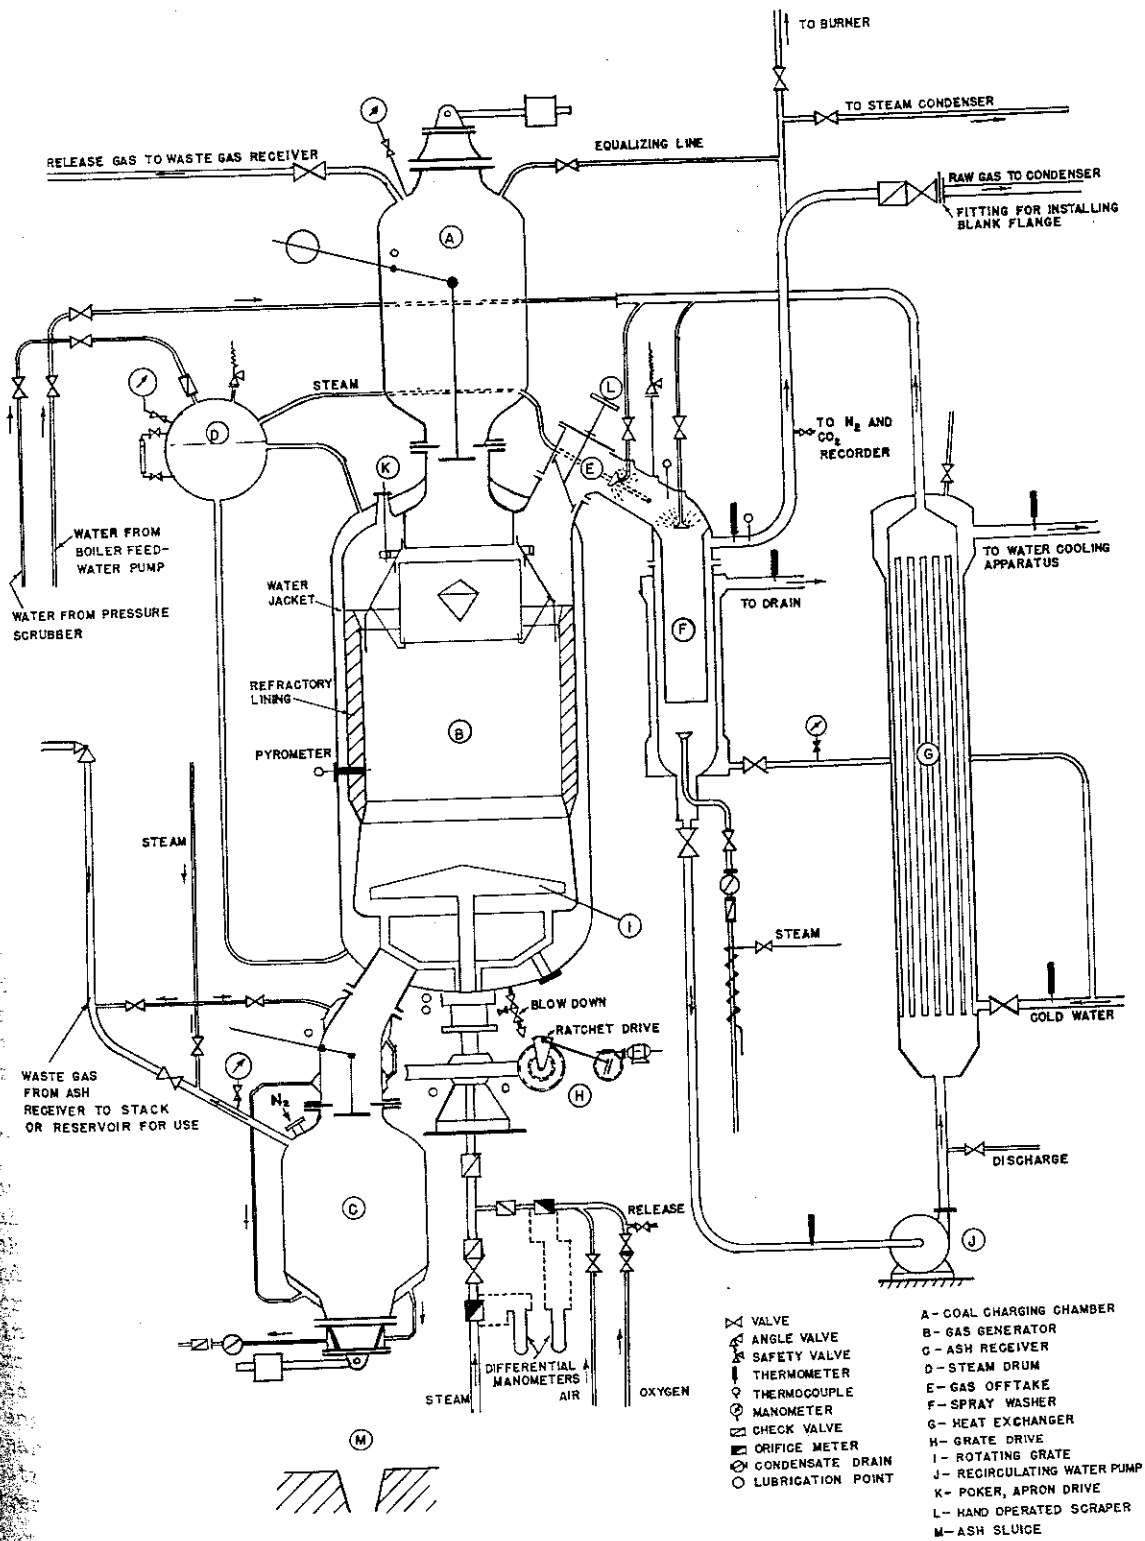 TO BURNER
TO STEAM CONDENSER
EQUALIZING LINE
RELEASE GAS TO WASTE GAS RECEIVER
RAW GAS TO CONDENSER
FITTING FOR INSTALLING
BLANK FLANGE
A
STEAM
L
D
E
K
TO N2 AND
CO2
RECORDER
WATER FROM
BOILER FEED-
WATER PUMP
WATER FROM PRESSURE
SCRUBBER
WATER
JACKET
TO WATER COOLING
APPARATUS
TO DRAIN
F
REFRACTORY
LINING
B
PYROMETER
G
STEAM
I
STEAM
BLOW DOWN
RATCHET DRIVE
COLD WATER
WASTE GAS
FROM ASH
RECEIVER TO STACK
OR RESERVOIR FOR USE
N2
H
DISCHARGE
C
RELEASE
J
DIFFERENTIAL
MANOMETERS
STEAM
AIR
OXYGEN
M
VALVE
ANGLE VALVE
SAFETY VALVE
THERMOMETER
THERMOCOUPLE
MANOMETER
CHECK VALVE
ORIFICE METER
CONDENSATE DRAIN
LUBRICATION POINT
A- COAL CHARGING CHAMBER
B- GAS GENERATOR
C- ASH RECEIVER
D- STEAM DRUM
E- GAS OFFTAKE
F- SPRAY WASHER
G- HEAT EXCHANGER
H- GRATE DRIVE
I- ROTATING GRATE
J- RECIRCULATING WATER PUMP
K- POKER, APRON DRIVE
L- HAND OPERATED SCRAPER
M- ASH SLUICE